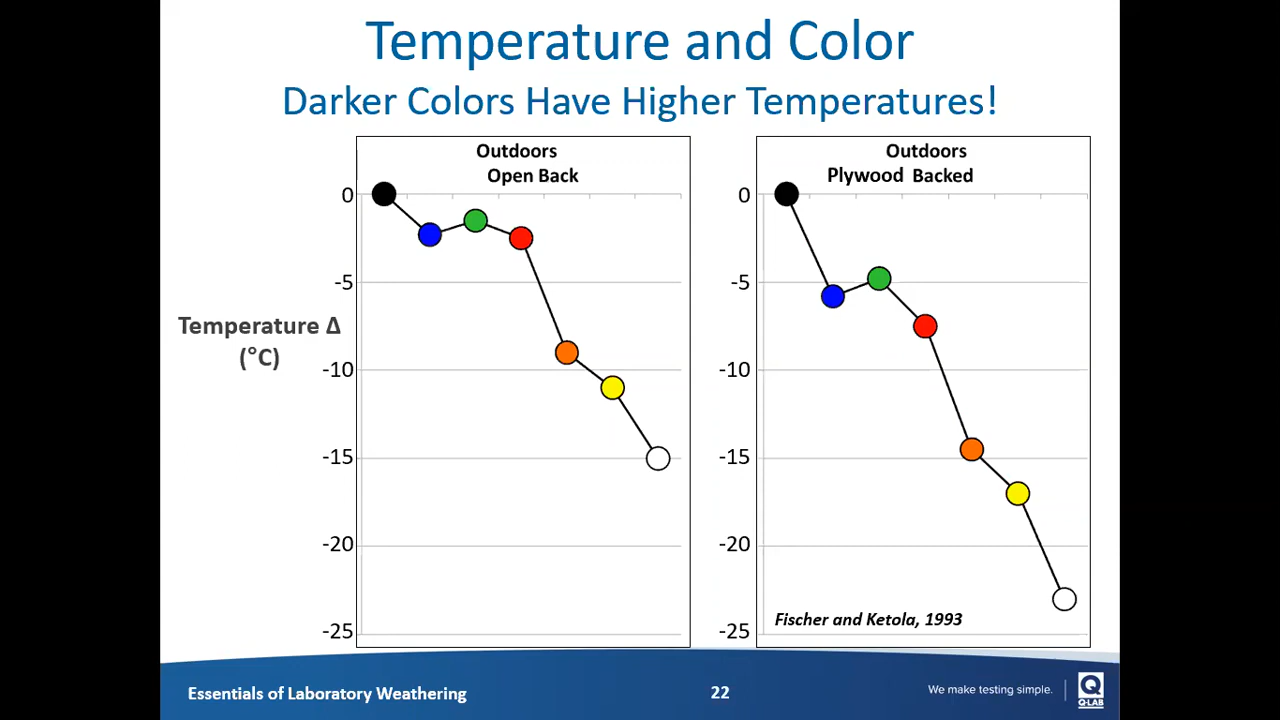 Temperature and Color
Darker Colors Have Higher Temperatures!
Outdoors
Open Back
0
-5
-10
-15
-20
-25
Temperature Δ
(°C)
Outdoors
Plywood Backed
0
-5
-10
-15
-20
-25
Fischer and Ketola, 1993
Essentials of Laboratory Weathering
22
We make testing simple.
Q
Q-LAB